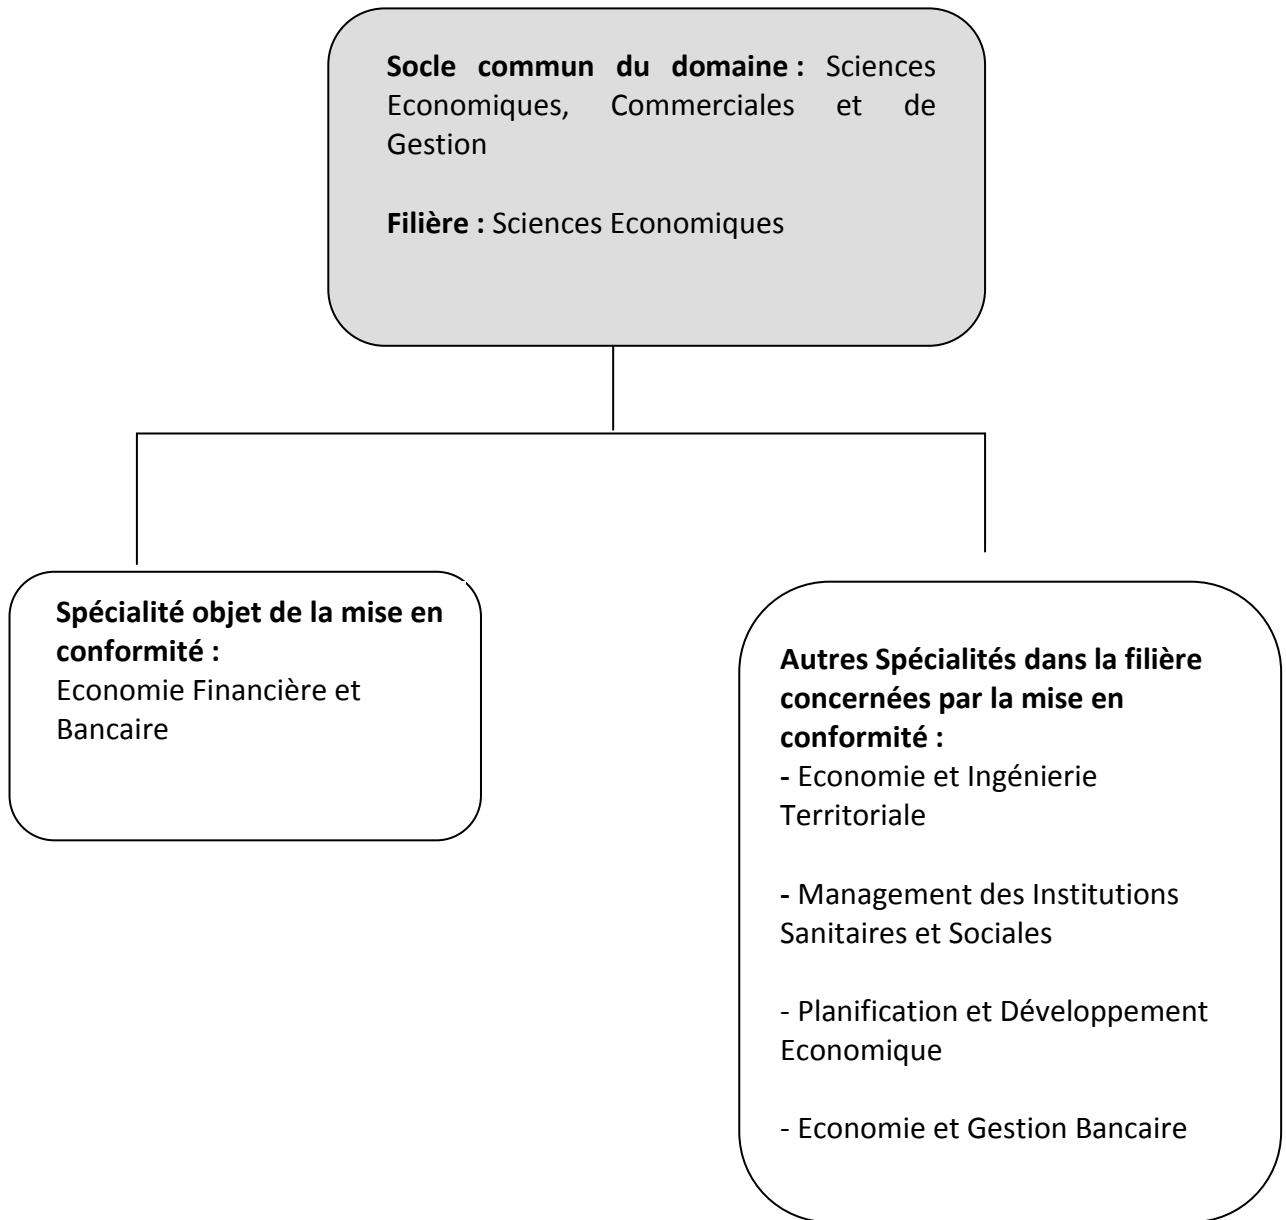 Socle commun du domaine : Sciences
Economiques, Commerciales et de
Gestion
Filière : Sciences Economiques
Spécialité objet de la mise en
conformité :
Economie Financière et
Bancaire
Autres Spécialités dans la filière
concernées par la mise en
conformité :
- Economie et Ingénierie
Territoriale
- Management des Institutions
Sanitaires et Sociales
- Planification et Développement
Economique
- Economie et Gestion Bancaire